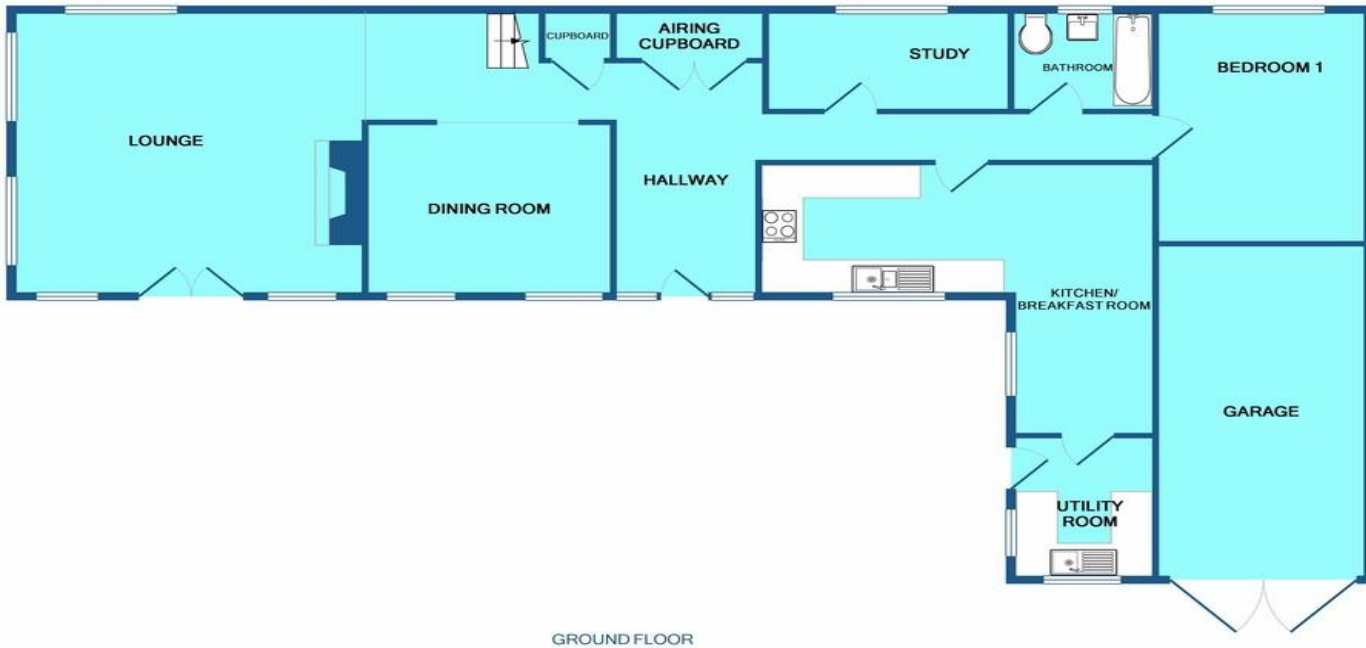 CUPBOARD
AIRING
CUPBOARD
STUDY
BATHROOM
BEDROOM 1
LOUNGE
DINING ROOM
HALLWAY
KITCHEN/
BREAKFAST ROOM
GARAGE
UTILITY
ROOM
GROUND FLOOR